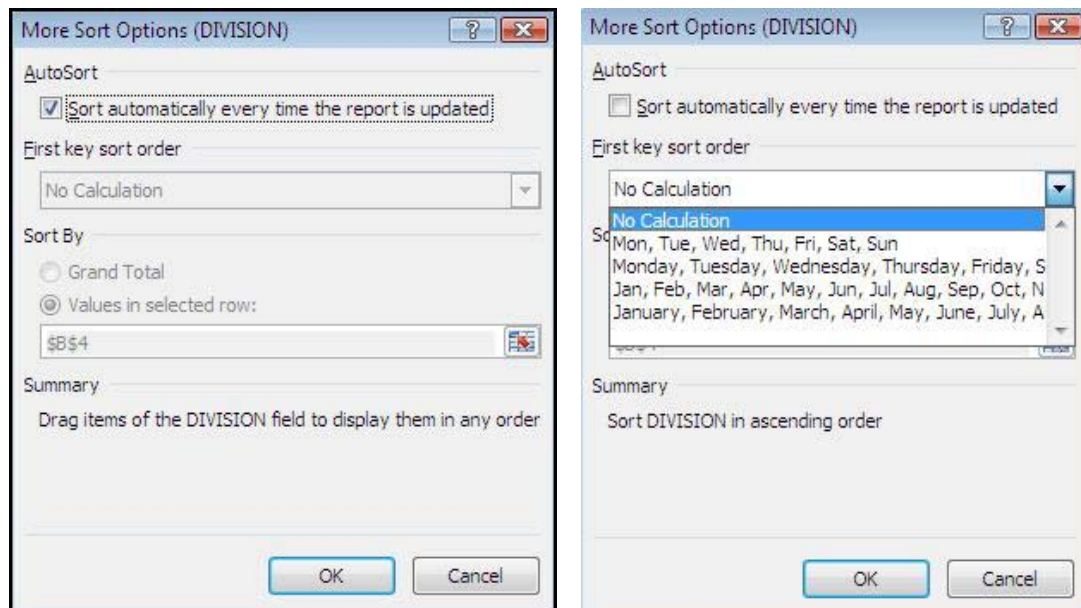 More Sort Options (DIVISION)
AutoSort
Sort automatically every time the report is updated
First key sort order
No Calculation
Sort By
Grand Total
Values in selected row:
$B$4
Summary
Drag items of the DIVISION field to display them in any order
OK Cancel
More Sort Options (DIVISION)
AutoSort
Sort automatically every time the report is updated
First key sort order
No Calculation
No Calculation
Mon, Tue, Wed, Thu, Fri, Sat, Sun
Monday, Tuesday, Wednesday, Thursday, Friday, S
Jan, Feb, Mar, Apr, May, Jun, Jul, Aug, Sep, Oct, N
January, February, March, April, May, June, July, A
Summary
Sort DIVISION in ascending order
OK Cancel